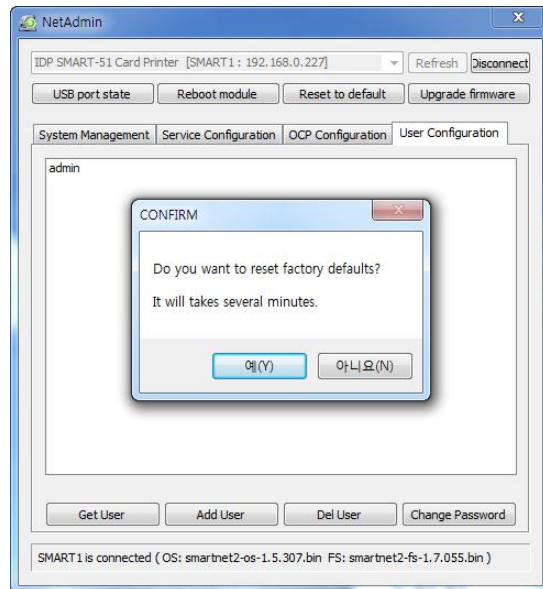 NetAdmin
IDP SMART-51 Card Printer [SMART1 : 192.168.0.227] Refresh Disconnect
USB port state Reboot module Reset to default Upgrade firmware
System Management Service Configuration OCP Configuration User Configuration
admin
CONFIRM
Do you want to reset factory defaults?
It will takes several minutes.
예(Y) 아니요(N)
Get User Add User Del User Change Password
SMART1 is connected ( OS: smartnet2-os-1.5.307.bin FS: smartnet2-fs-1.7.055.bin )